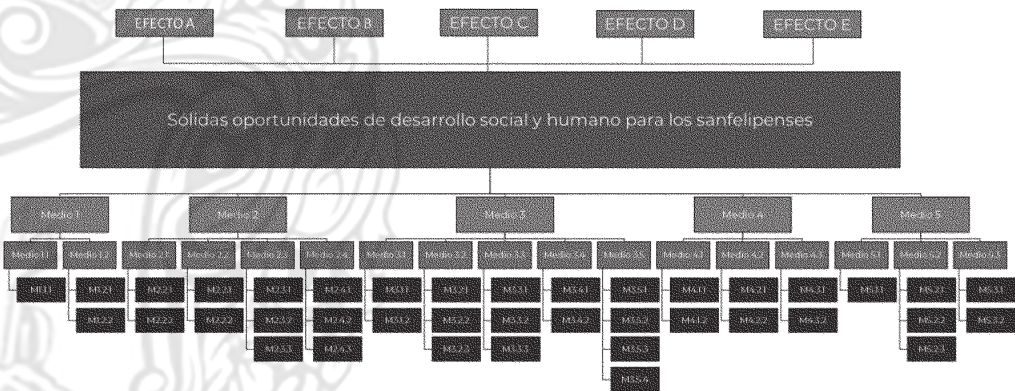 EFECTO A EFECTO B EFECTO C EFECTO D EFECTO E
Sólidas oportunidades de desarrollo social y humano para los sanfelipenses
Medio 1 Medio 2 Medio 3 Medio 4 Medio 5
Medio 1.1 Medio 1.2 Medio 2.1 Medio 2.2 Medio 2.3 Medio 2.4 Medio 3.1 Medio 3.2 Medio 3.3 Medio 3.4 Medio 3.5 Medio 4.1 Medio 4.2 Medio 4.3 Medio 5.1 Medio 5.2 Medio 5.3
M1.1.1 M1.2.1 M2.2.1 M2.2.1 M2.3.1 M2.4.1 M3.1.1 M3.2.1 M3.3.1 M3.4.1 M3.5.1 M4.1.1 M4.2.1 M4.3.1 M5.1.1 M5.2.1 M5.3.1
M1.2.2 M2.2.2 M2.2.2 M2.3.2 M2.4.2 M3.1.2 M3.2.2 M3.3.2 M3.4.2 M3.5.2 M4.1.2 M4.2.2 M4.3.2 M5.2.2 M5.3.2
M2.3.3 M2.4.3 M3.2.3 M3.3.3 M3.5.3 M5.2.3
M3.5.4